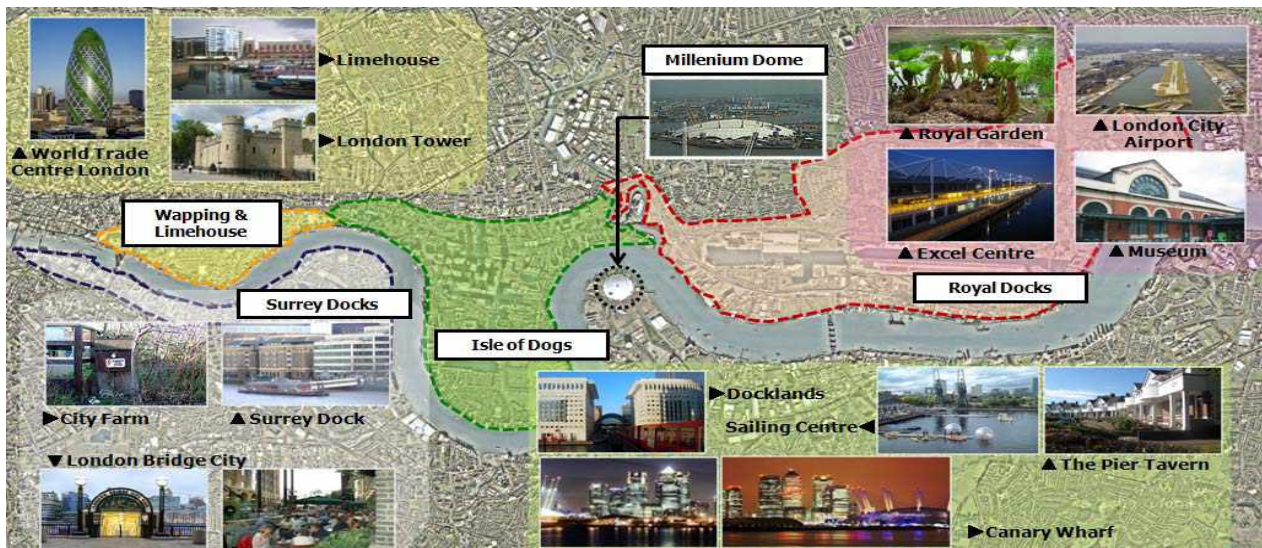 Limehouse
London Tower
World Trade
Centre London
Millenium Dome
Royal Garden
London City
Airport
Excel Centre
Museum
Wapping &
Limehouse
Surrey Docks
Royal Docks
Isle of Dogs
City Farm
Surrey Dock
London Bridge City
Docklands
Sailing Centre
The Pier Tavern
Canary Wharf